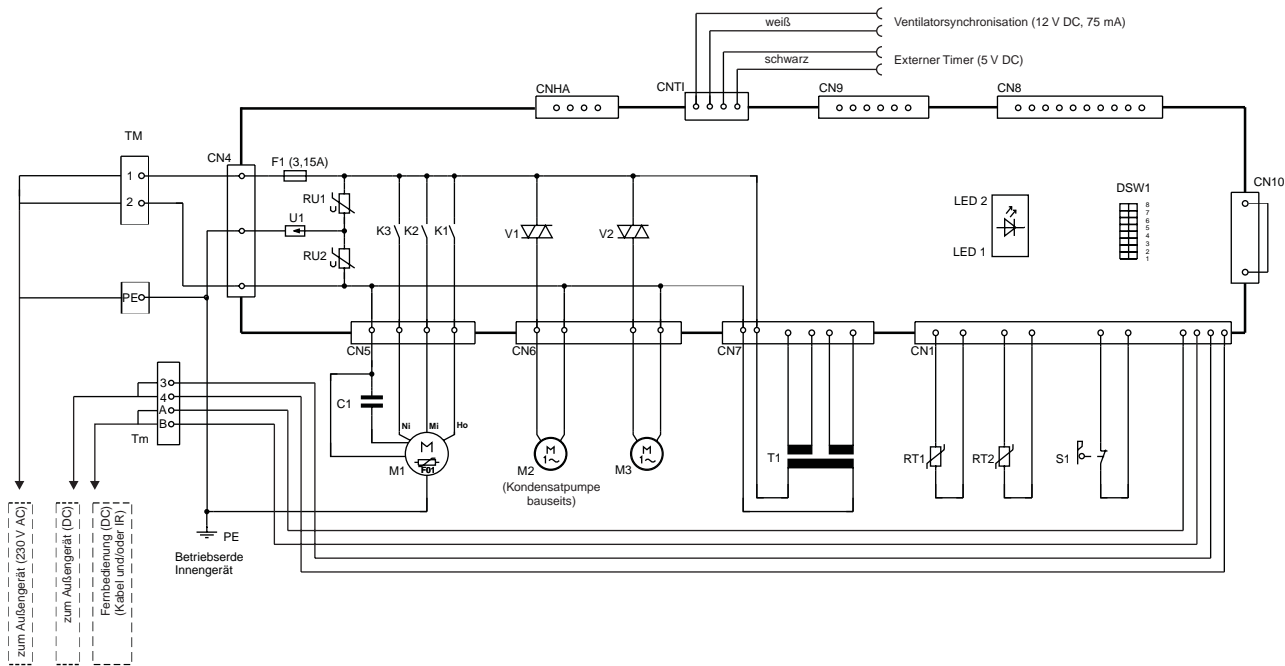 weiß
Ventilatorsynchronisation (12 V DC, 75 mA)
schwarz
Externer Timer (5 V DC)
CNHA
CNTI
CN9
CN8
TM
CN4
F1 (3,15A)
1
2
RU1
U1
RU2
K3
K2
K1
V1
V2
LED 2
LED 1
DSW1
8
7
6
5
4
3
2
1
CN10
PE
CN5
CN6
CN7
CN1
3
4
A
B
Tm
C1
Ni
Mi
Ho
M
F01
M1
M
1~
M2
(Kondensatpumpe
bauseits)
M
1~
M3
T1
RT1
RT2
S1
PE
Betriebserde
Innengerät
zum Außengerät (230 V AC)
zum Außengerät (DC)
Fernbedienung (DC)
(Kabel und/oder IR)